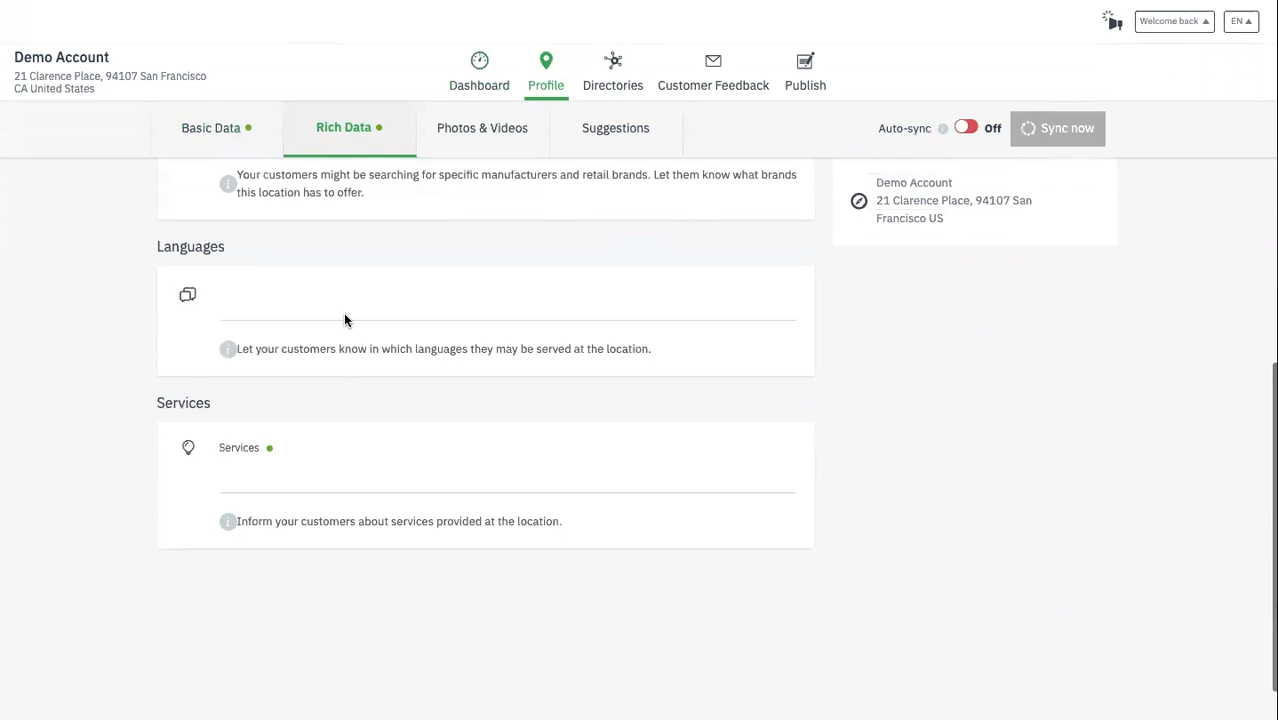 Welcome back
EN
Demo Account
21 Clarence Place, 94107 San Francisco
CA United States
Dashboard
Profile
Directories
Customer Feedback
Publish
Basic Data
Rich Data
Photos & Videos
Suggestions
Auto-sync
Off
Sync now
Your customers might be searching for specific manufacturers and retail brands. Let them know what brands
this location has to offer.
Demo Account
21 Clarence Place, 94107 San
Francisco US
Languages
Let your customers know in which languages they may be served at the location.
Services
Services
Inform your customers about services provided at the location.